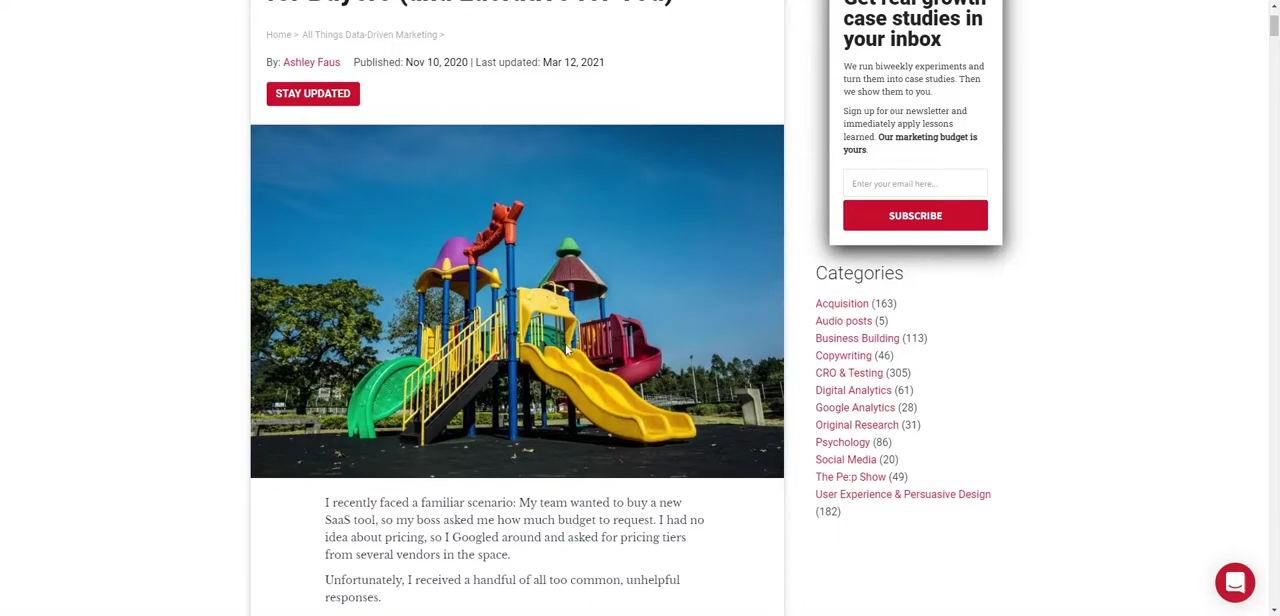 Home > All Things Data-Driven Marketing >
By: Ashley Faus Published: Nov 10, 2020 | Last updated: Mar 12, 2021
STAY UPDATED
I recently faced a familiar scenario: My team wanted to buy a new
SaaS tool, so my boss asked me how much budget to request. I had no
idea about pricing, so I Googled around and asked for pricing tiers
from several vendors in the space.
Unfortunately, I received a handful of all too common, unhelpful
responses.
Get real growth
case studies in
your inbox
We run biweekly experiments and
turn them into case studies. Then
we show them to you.
Sign up for our newsletter and
immediately apply lessons
learned. Our marketing budget is
yours.
Enter your email here...
SUBSCRIBE
Categories
Acquisition (163)
Audio posts (5)
Business Building (113)
Copywriting (46)
CRO & Testing (305)
Digital Analytics (61)
Google Analytics (28)
Original Research (31)
Psychology (86)
Social Media (20)
The Pe:p Show (49)
User Experience & Persuasive Design
(182)